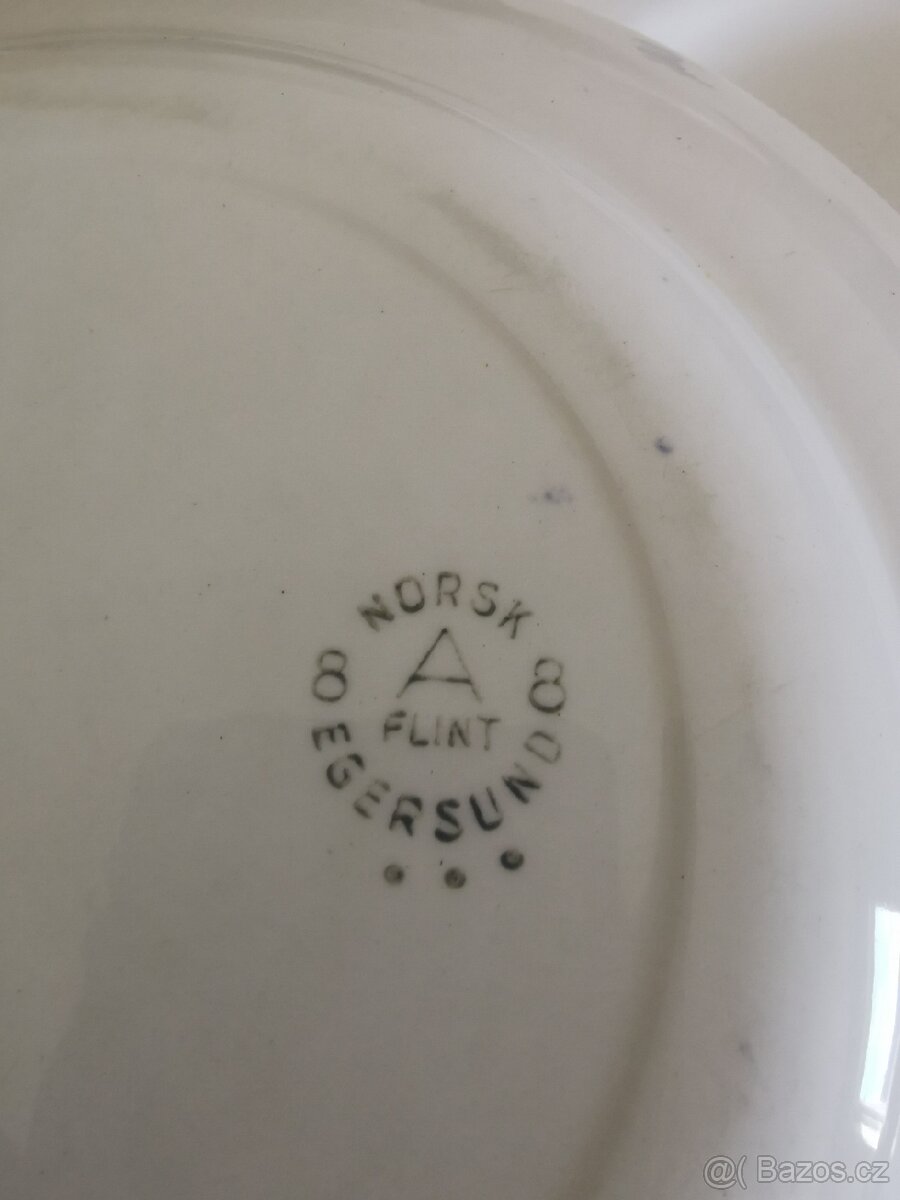 NORSK
8 A 8
FLINT
EGERSUND
@( Bazos.cz